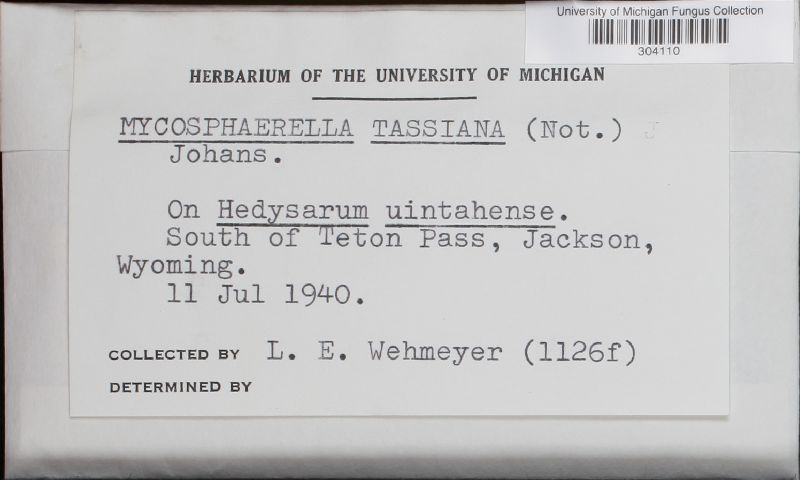 University of Michigan Fungus Collection
304110
HERBARIUM OF THE UNIVERSITY OF MICHIGAN
MYCOSPHAERELLA TASSIANA (Not.)
Johans.
On Hedysarum uintahense.
South of Teton Pass, Jackson,
Wyoming.
11 Jul 1940.
COLLECTED BY L. E. Wehmeyer (1126f)
DETERMINED BY